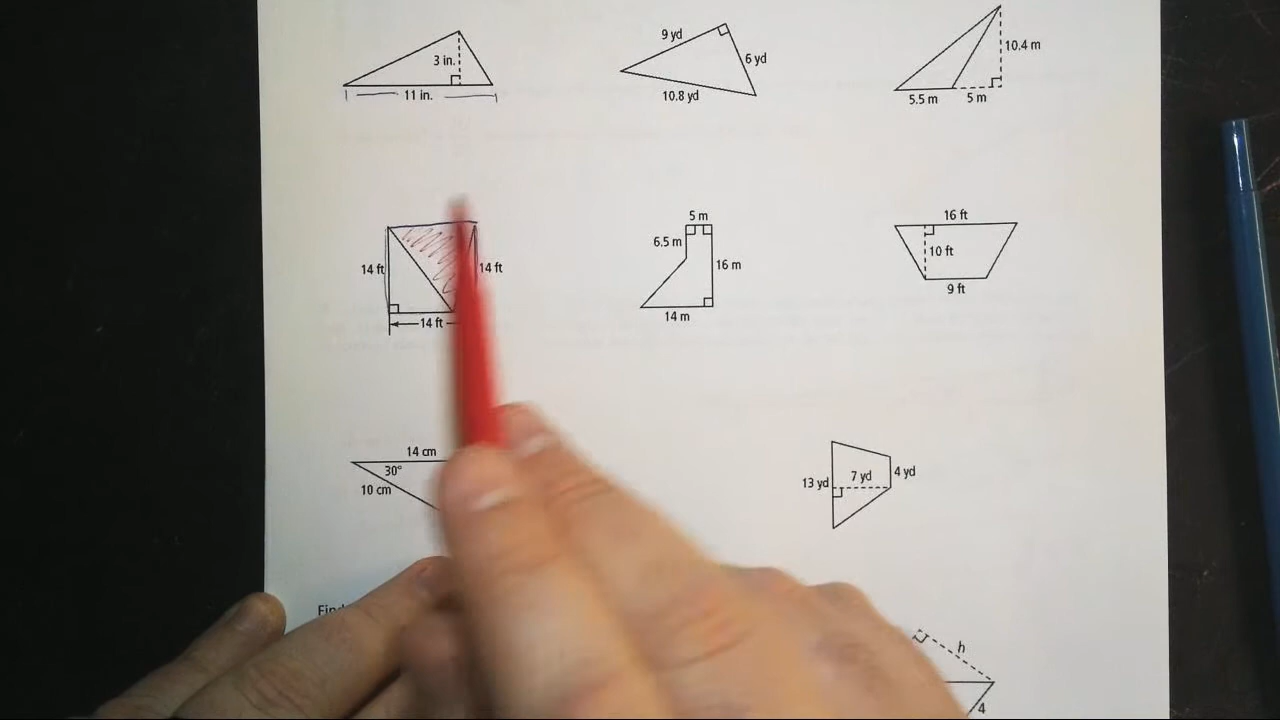 3 in.
11 in.
9 yd
6 yd
10.8 yd
10.4 m
5.5 m
5 m
14 ft
14 ft
14 ft
5 m
6.5 m
16 m
14 m
16 ft
10 ft
9 ft
14 cm
30°
10 cm
13 yd
7 yd
4 yd
h
4